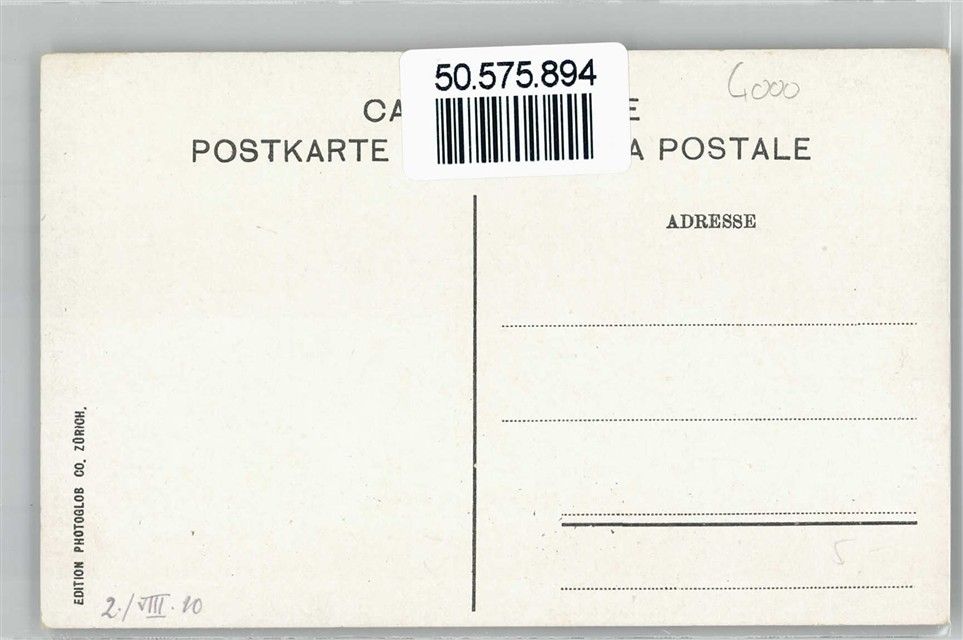 50.575.894
4000
CA E
POSTKARTE A POSTALE
ADRESSE
5
EDITION PHOTOGLOB CO. ZÜRICH.
2./VIII.10